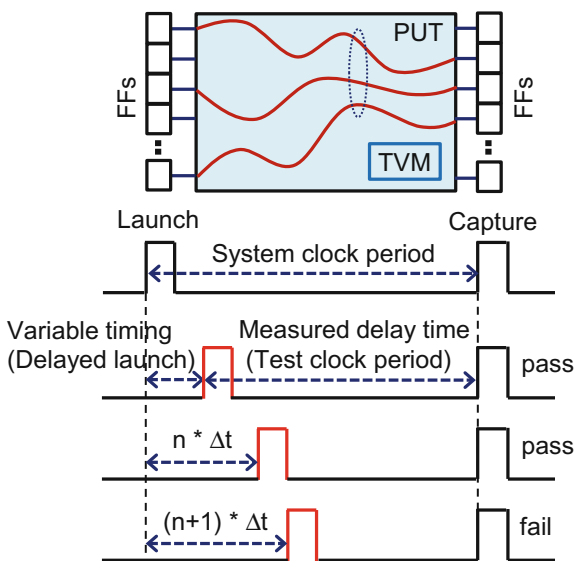 PUT
FFs
FFs
TVM
Launch
Capture
System clock period
Variable timing
(Delayed launch)
Measured delay time
(Test clock period)
pass
n * Δt
pass
(n+1) * Δt
fail